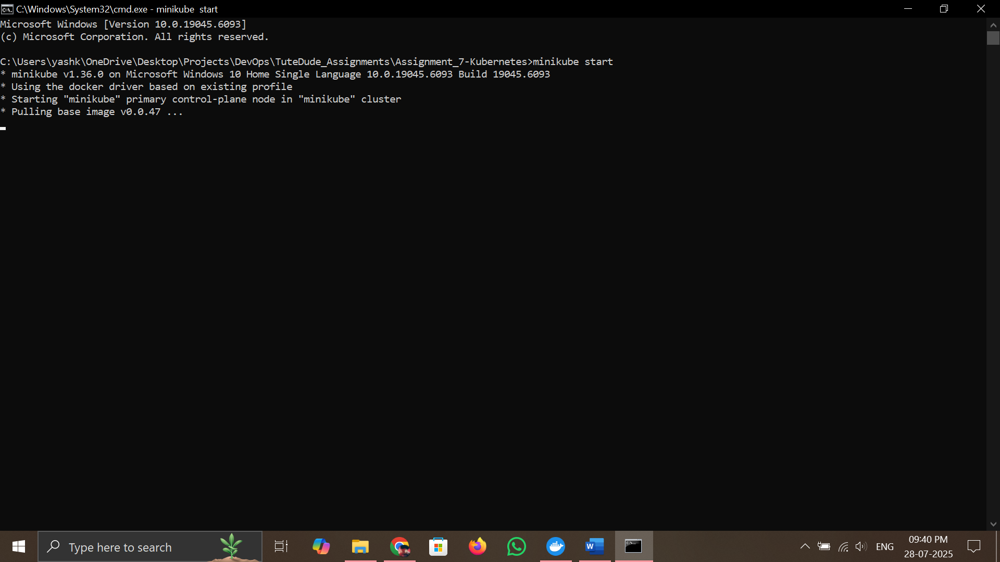 C:\Windows\System32\cmd.exe - minikube  start
Microsoft Windows [Version 10.0.19045.6093]
(c) Microsoft Corporation. All rights reserved.
C:\Users\yashk\OneDrive\Desktop\Projects\DevOps\TuteDude_Assignments\Assignment_7-Kubernetes>minikube start
* minikube v1.36.0 on Microsoft Windows 10 Home Single Language 10.0.19045.6093 Build 19045.6093
* Using the docker driver based on existing profile
* Starting "minikube" primary control-plane node in "minikube" cluster
* Pulling base image v0.0.47 ...
Type here to search
ENG
09:40 PM
28-07-2025